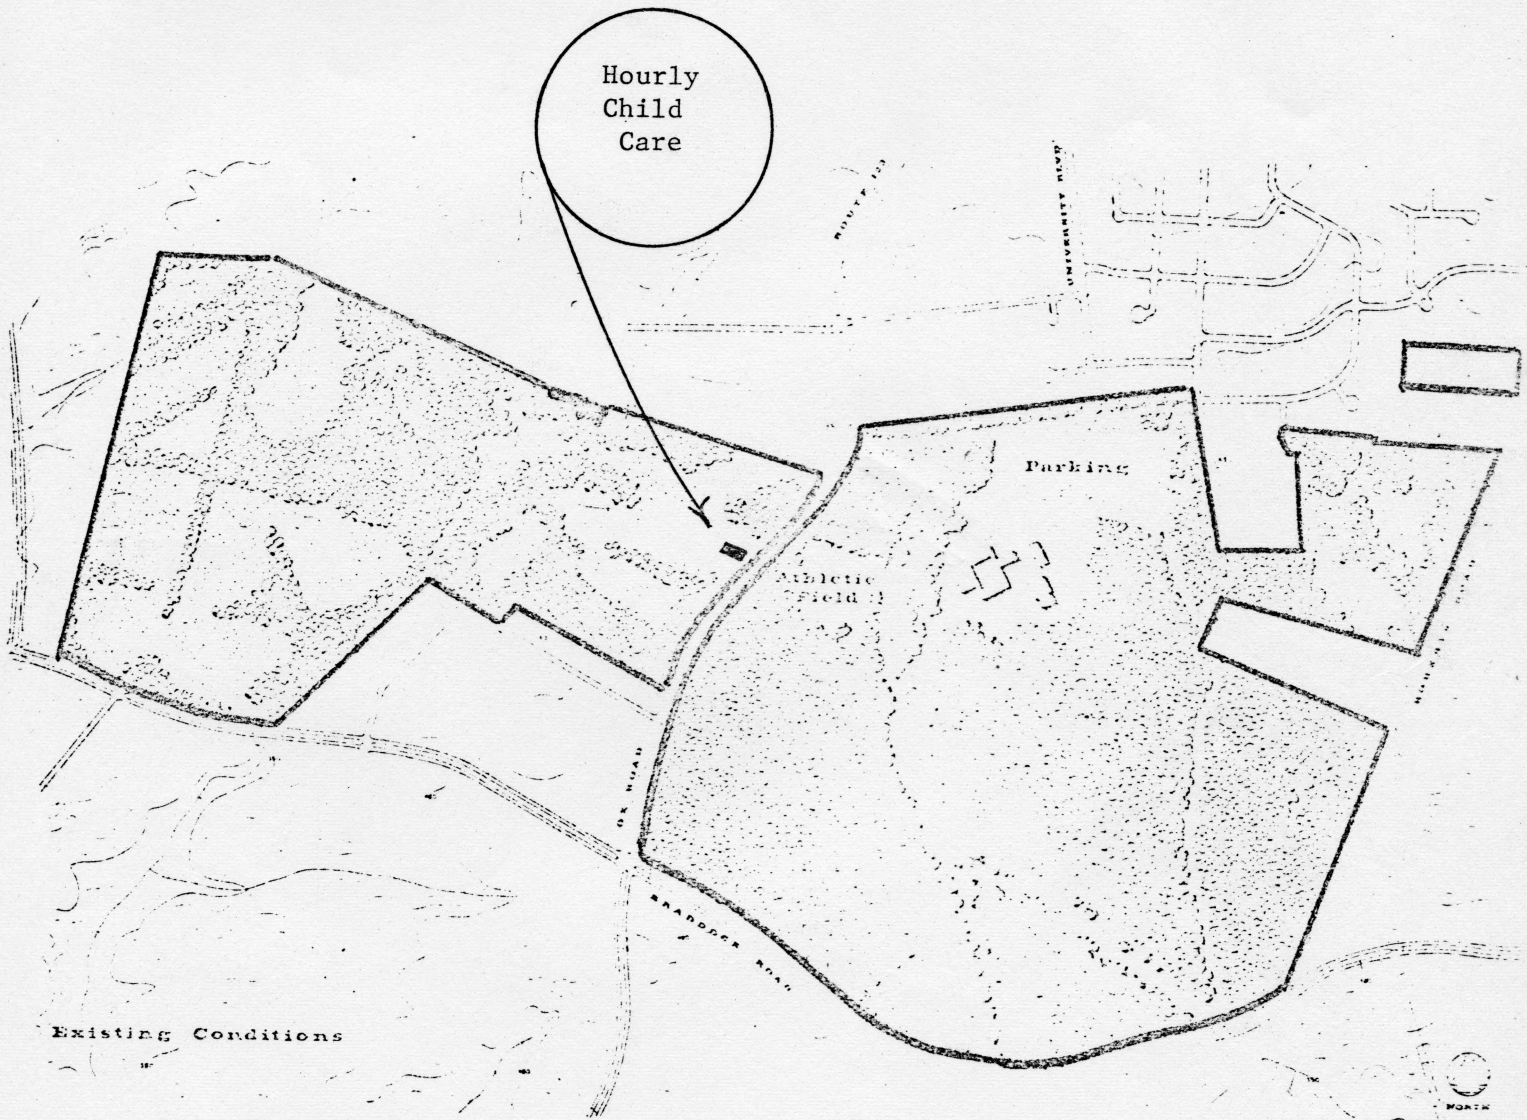 Hourly
Child
Care
ROUTE 123
UNIVERSITY BLVD
Parking
Athletic
Field
OX ROAD
BRADDOCK ROAD
Existing Conditions
NORTH